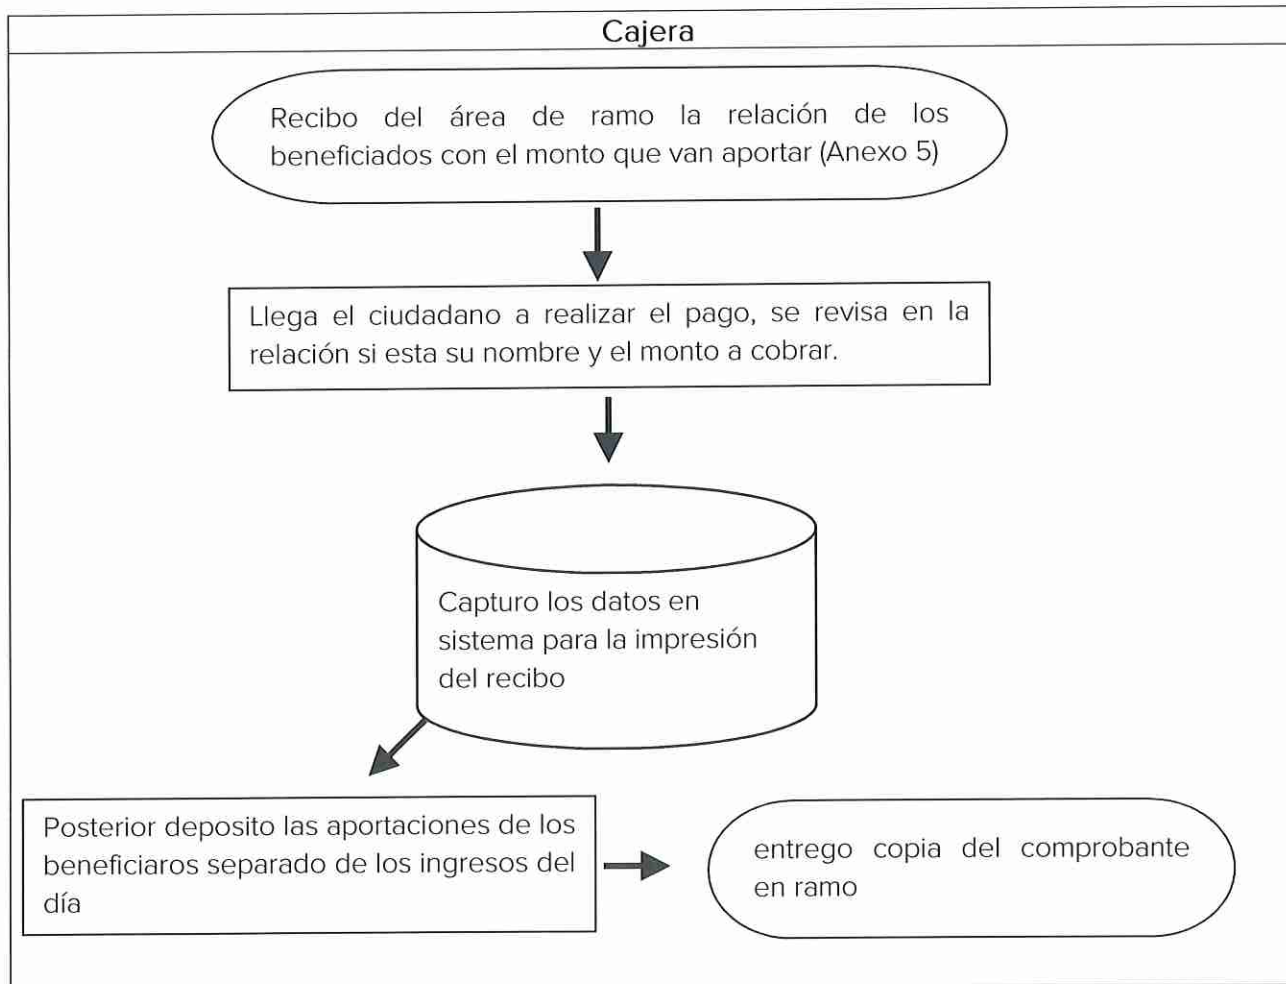 Cajera
Recibo del área de ramo la relación de los
beneficiados con el monto que van aportar (Anexo 5)
Llega el ciudadano a realizar el pago, se revisa en la
relación si esta su nombre y el monto a cobrar.
Capturo los datos en
sistema para la impresión
del recibo
Posterior deposito las aportaciones de los
beneficiaros separado de los ingresos del
día
entrego copia del comprobante
en ramo